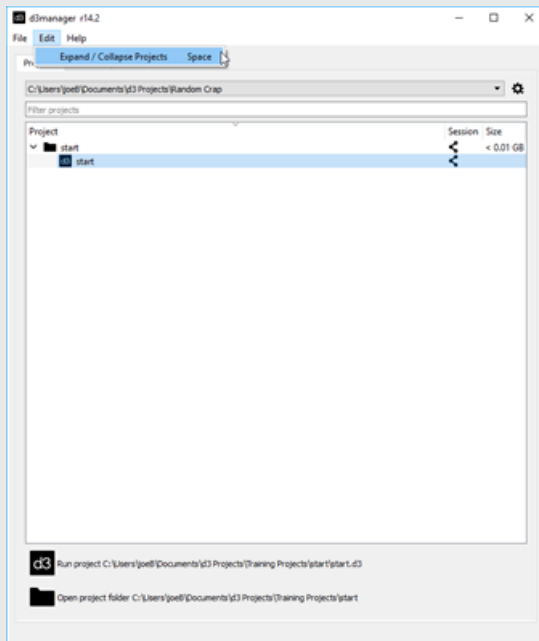 d3manager r14.2
File Edit Help
Expand / Collapse Projects Space
C:\Users\joeB\Documents\d3 Projects\Random Crap
Filter projects
Project Session Size
start < 0.01 GB
d3 start
d3 Run project C:\Users\joeB\Documents\d3 Projects\Training Projects\start\start.d3
Open project folder C:\Users\joeB\Documents\d3 Projects\Training Projects\start